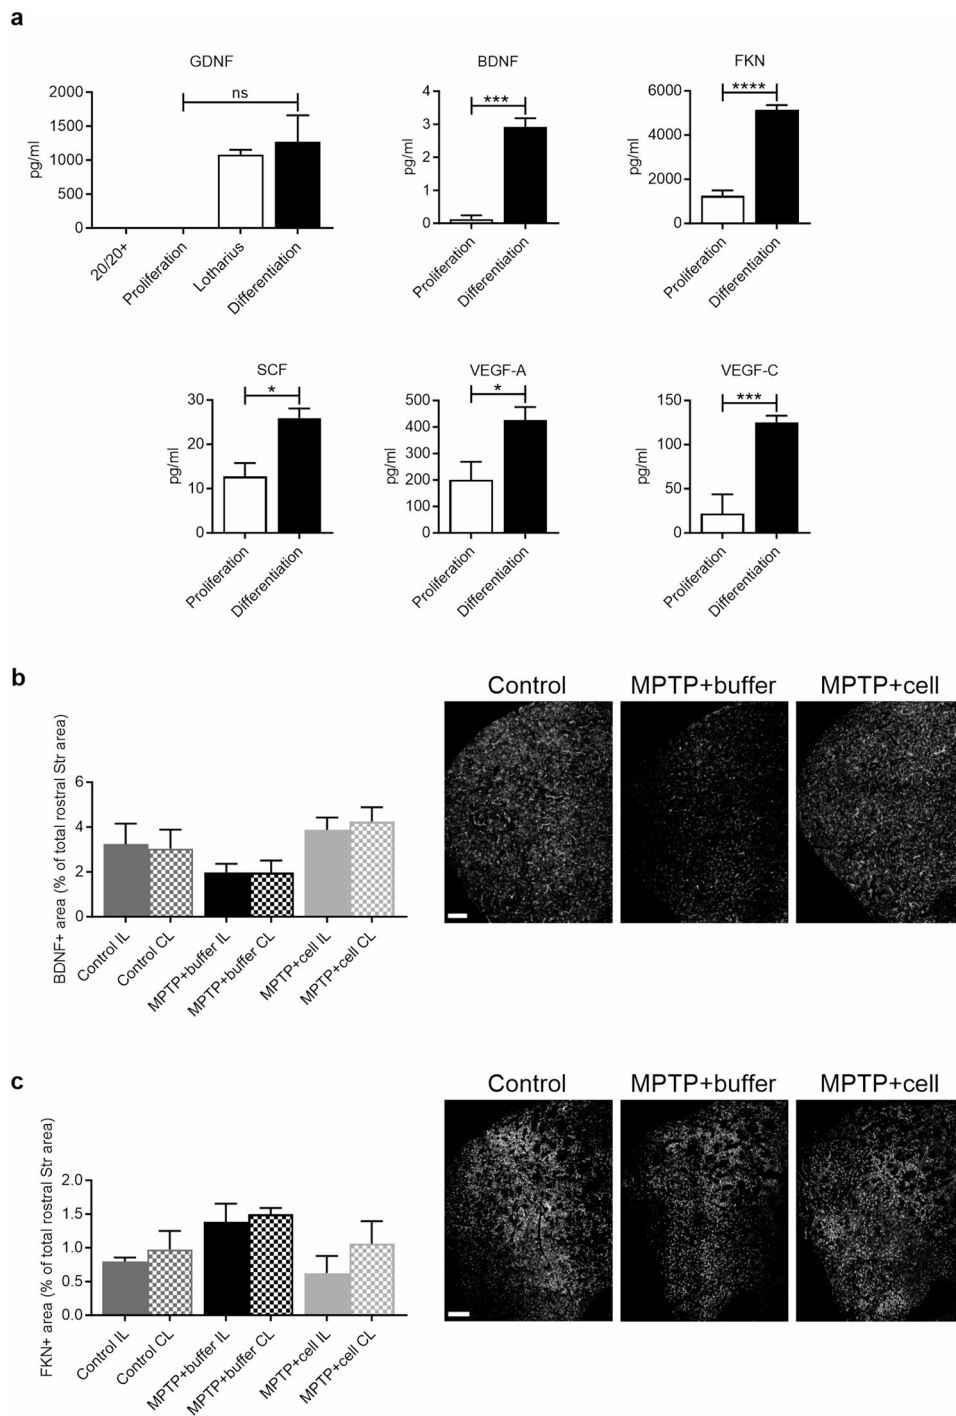 a
GDNF
2000
1500
1000
500
0
pg/ml
ns
20/20+
Proliferation
Lotharius
Differentiation
BDNF
4
3
2
1
0
pg/ml
***
Proliferation
Differentiation
FKN
6000
4000
2000
0
pg/ml
****
Proliferation
Differentiation
SCF
30
20
10
0
pg/ml
*
Proliferation
Differentiation
VEGF-A
500
400
300
200
100
0
pg/ml
*
Proliferation
Differentiation
VEGF-C
150
100
50
0
pg/ml
***
Proliferation
Differentiation
b
BDNF+ area (% of total rostral Str area)
6
4
2
0
Control IL
Control CL
MPTP+buffer IL
MPTP+buffer CL
MPTP+cell IL
MPTP+cell CL
Control
MPTP+buffer
MPTP+cell
c
FKN+ area (% of total rostral Str area)
2.0
1.5
1.0
0.5
0.0
Control IL
Control CL
MPTP+buffer IL
MPTP+buffer CL
MPTP+cell IL
MPTP+cell CL
Control
MPTP+buffer
MPTP+cell